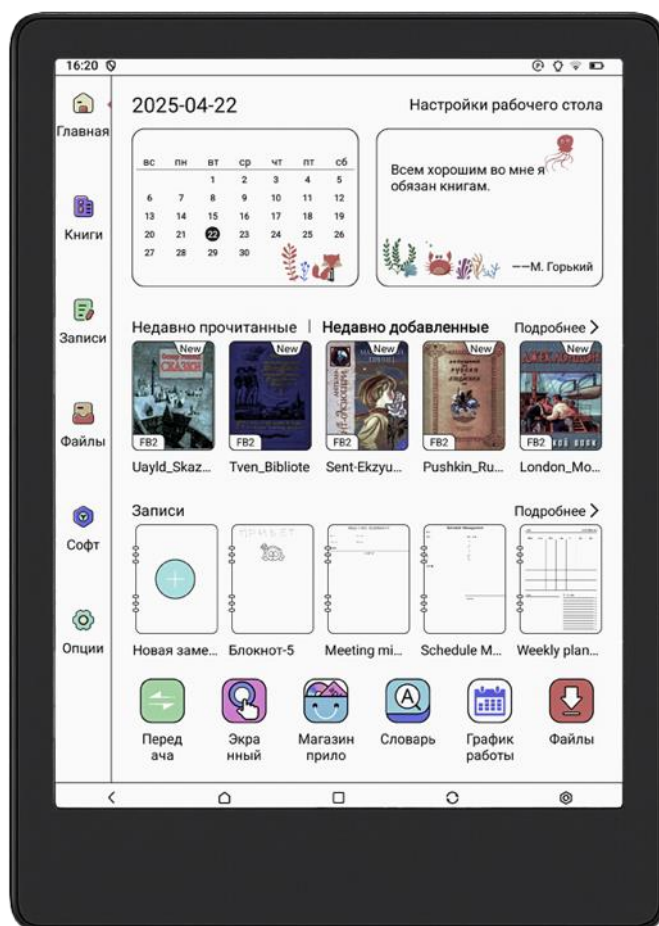 16:20
2025-04-22
Настройки рабочего стола
Главная
Книги
Записи
Файлы
Софт
Опции
вс пн вт ср чт пт сб
1 2 3 4 5
6 7 8 9 10 11 12
13 14 15 16 17 18 19
20 21 22 23 24 25 26
27 28 29 30
Всем хорошим во мне я
обязан книгам.
——М. Горький
Недавно прочитанные | Недавно добавленные
Подробнее
New New New New New
СКАЗКИ
ДЖЕК ЛОНДОН
FB2 FB2 FB2 FB2 FB2
Uayld_Skaz... Tven_Bibliote Sent-Ekzyu... Pushkin_Ru... London_Mo...
Записи
Подробнее
ПРИВЕТ
Новая заме... Блокнот-5 Meeting mi... Schedule M... Weekly plan...
A
Перед
ача
Экра
нный
Магазин
прило
Словарь
График
работы
Файлы